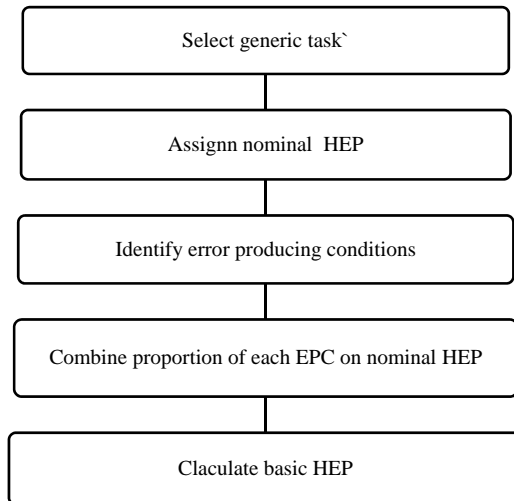 Select generic task`
Assignn nominal HEP
Identify error producing conditions
Combine proportion of each EPC on nominal HEP
Claculate basic HEP